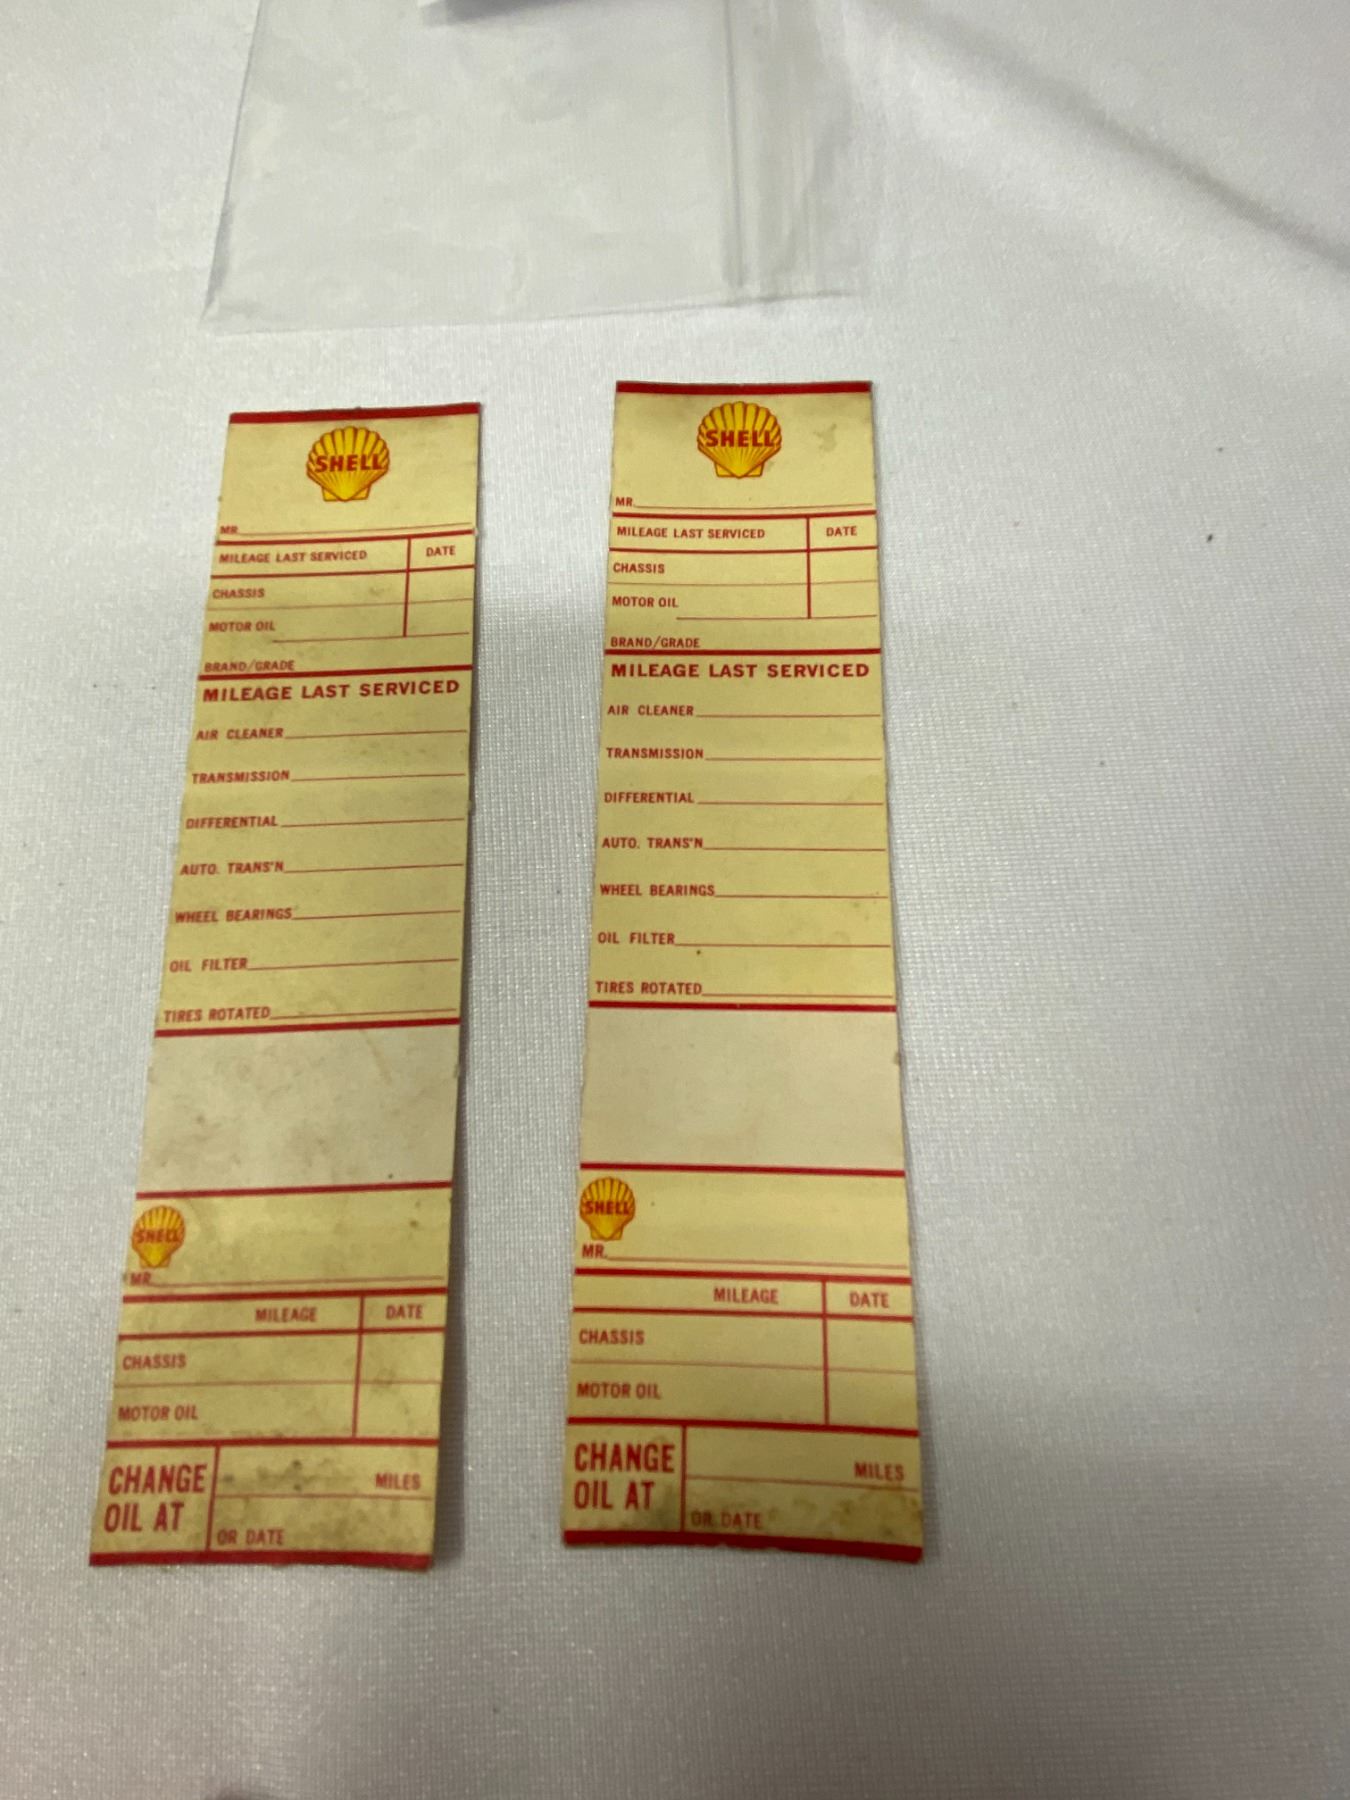 SHELL
MR.
MILEAGE LAST SERVICED DATE
CHASSIS
MOTOR OIL
BRAND/GRADE
MILEAGE LAST SERVICED
AIR CLEANER
TRANSMISSION
DIFFERENTIAL
AUTO. TRANS'N
WHEEL BEARINGS
OIL FILTER
TIRES ROTATED
SHELL
MR.
MILEAGE DATE
CHASSIS
MOTOR OIL
CHANGE
OIL AT
MILES
OR DATE
SHELL
MR.
MILEAGE LAST SERVICED DATE
CHASSIS
MOTOR OIL
BRAND/GRADE
MILEAGE LAST SERVICED
AIR CLEANER
TRANSMISSION
DIFFERENTIAL
AUTO. TRANS'N
WHEEL BEARINGS
OIL FILTER
TIRES ROTATED
SHELL
MR.
MILEAGE DATE
CHASSIS
MOTOR OIL
CHANGE
OIL AT
MILES
OR DATE